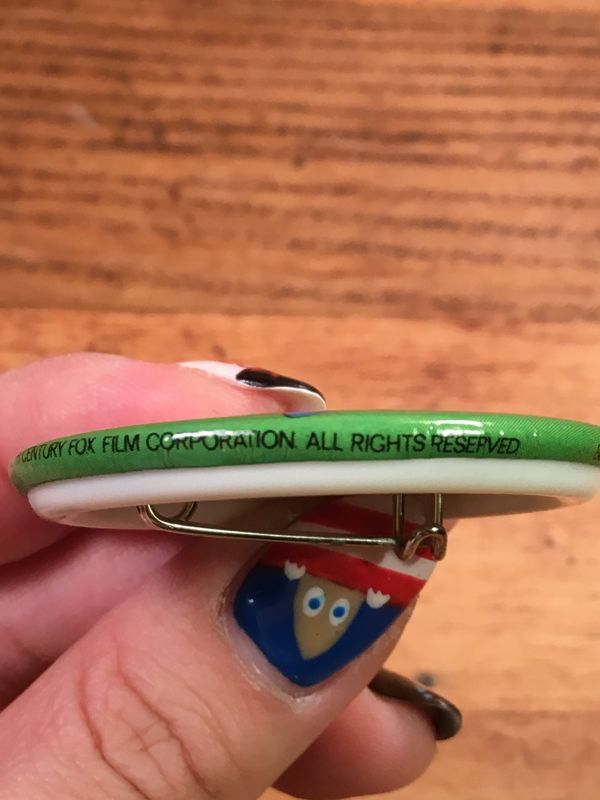 CENTURY FOX FILM CORPORATION. ALL RIGHTS RESERVED